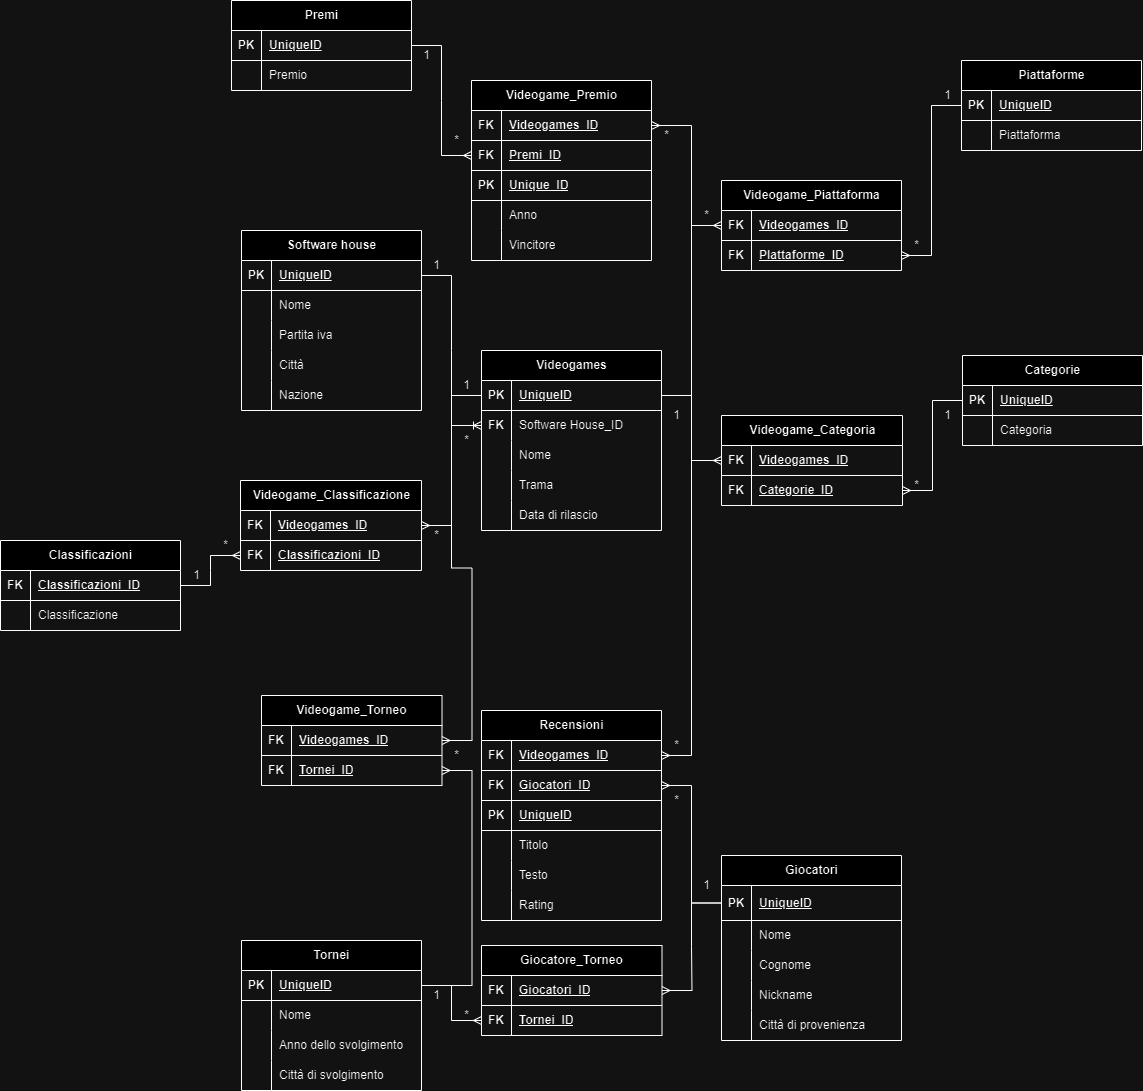 Premi
PK UniqueID
Premio
1
*
Videogame_Premio
FK Videogames_ID
FK Premi_ID
PK Unique_ID
Anno
Vincitore
*
Piattaforme
PK UniqueID
Piattaforma
1
Videogame_Piattaforma
FK Videogames_ID
FK Plattaforme_ID
*
*
Software house
PK UniqueID
Nome
Partita iva
Città
Nazione
1
Videogames
PK UniqueID
FK Software House_ID
Nome
Trama
Data di rilascio
1
*
1
Categorie
PK UniqueID
Categoria
1
Videogame_Categoria
FK Videogames_ID
FK Categorie_ID
*
Videogame_Classificazione
FK Videogames_ID
FK Classificazioni_ID
*
*
Classificazioni
FK Classificazioni_ID
Classificazione
1
Videogame_Torneo
FK Videogames_ID
FK Tornei_ID
*
Recensioni
FK Videogames_ID
FK Giocatori_ID
PK UniqueID
Titolo
Testo
Rating
*
*
Giocatori
PK UniqueID
Nome
Cognome
Nickname
Città di provenienza
1
Tornei
PK UniqueID
Nome
Anno dello svolgimento
Città di svolgimento
1
*
Giocatore_Torneo
FK Giocatori_ID
FK Tornei_ID